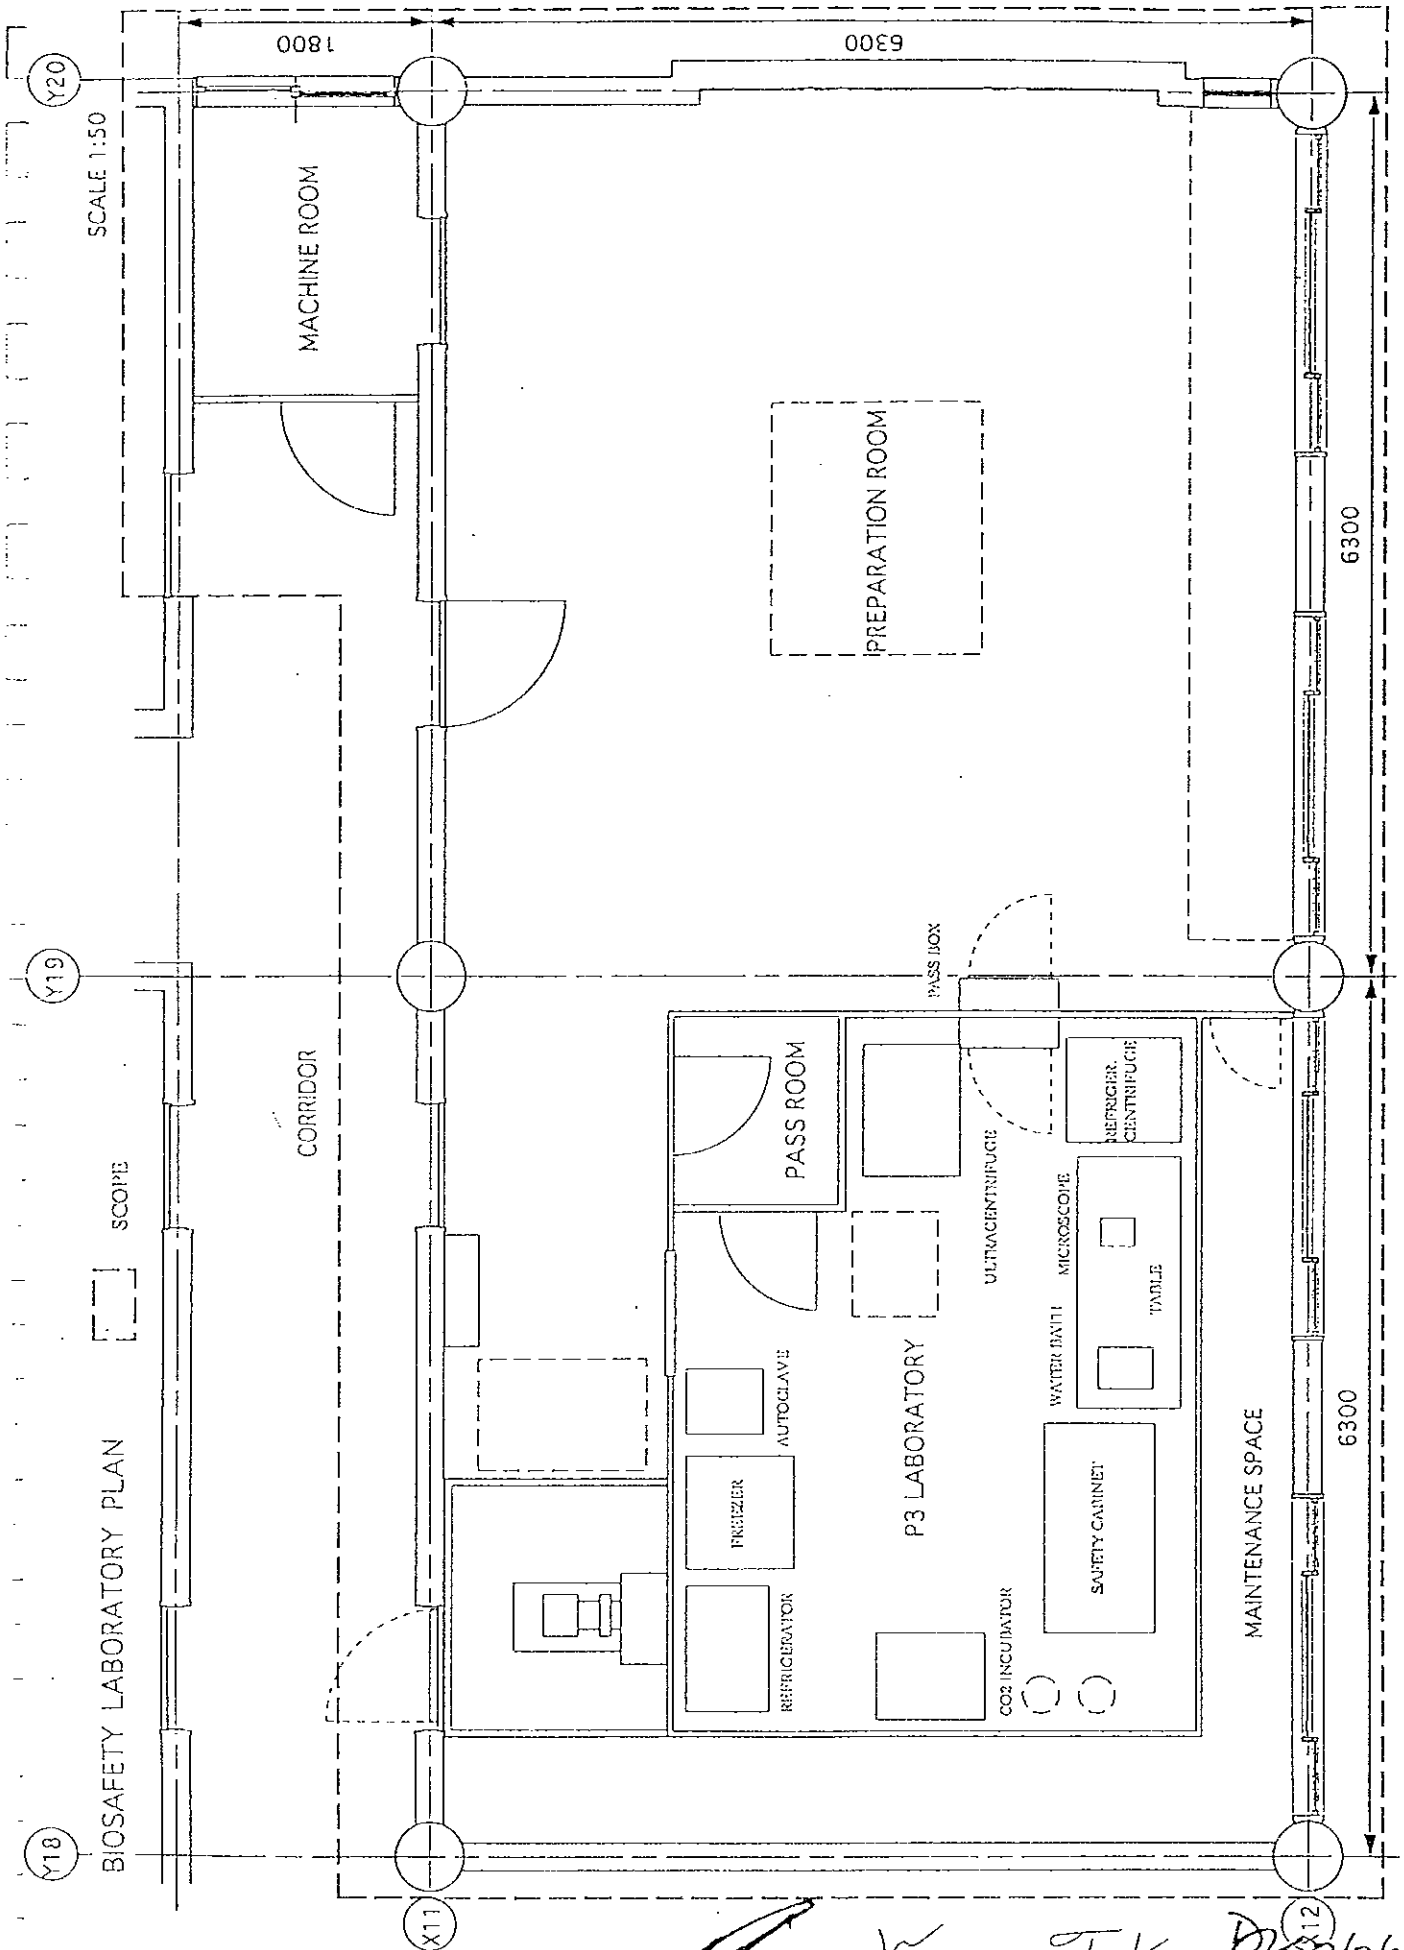 BIOSAFETY LABORATORY PLAN
SCOPE
SCALE 1:50
Y18
Y19
Y20
1800
CORRIDOR
MACHINE ROOM
X11
6300
PASS ROOM
REFRIGERATOR
FREEZER
AUTOCLAVE
PREPARATION ROOM
P3 LABORATORY
PASS BOX
ULTRACENTRIFUGE
CO2 INCUBATOR
WATER BATH
MICROSCOPE
SAFETY CABINET
TABLE
REFRIGER.
CENTRIFUGE
MAINTENANCE SPACE
X12
6300
6300